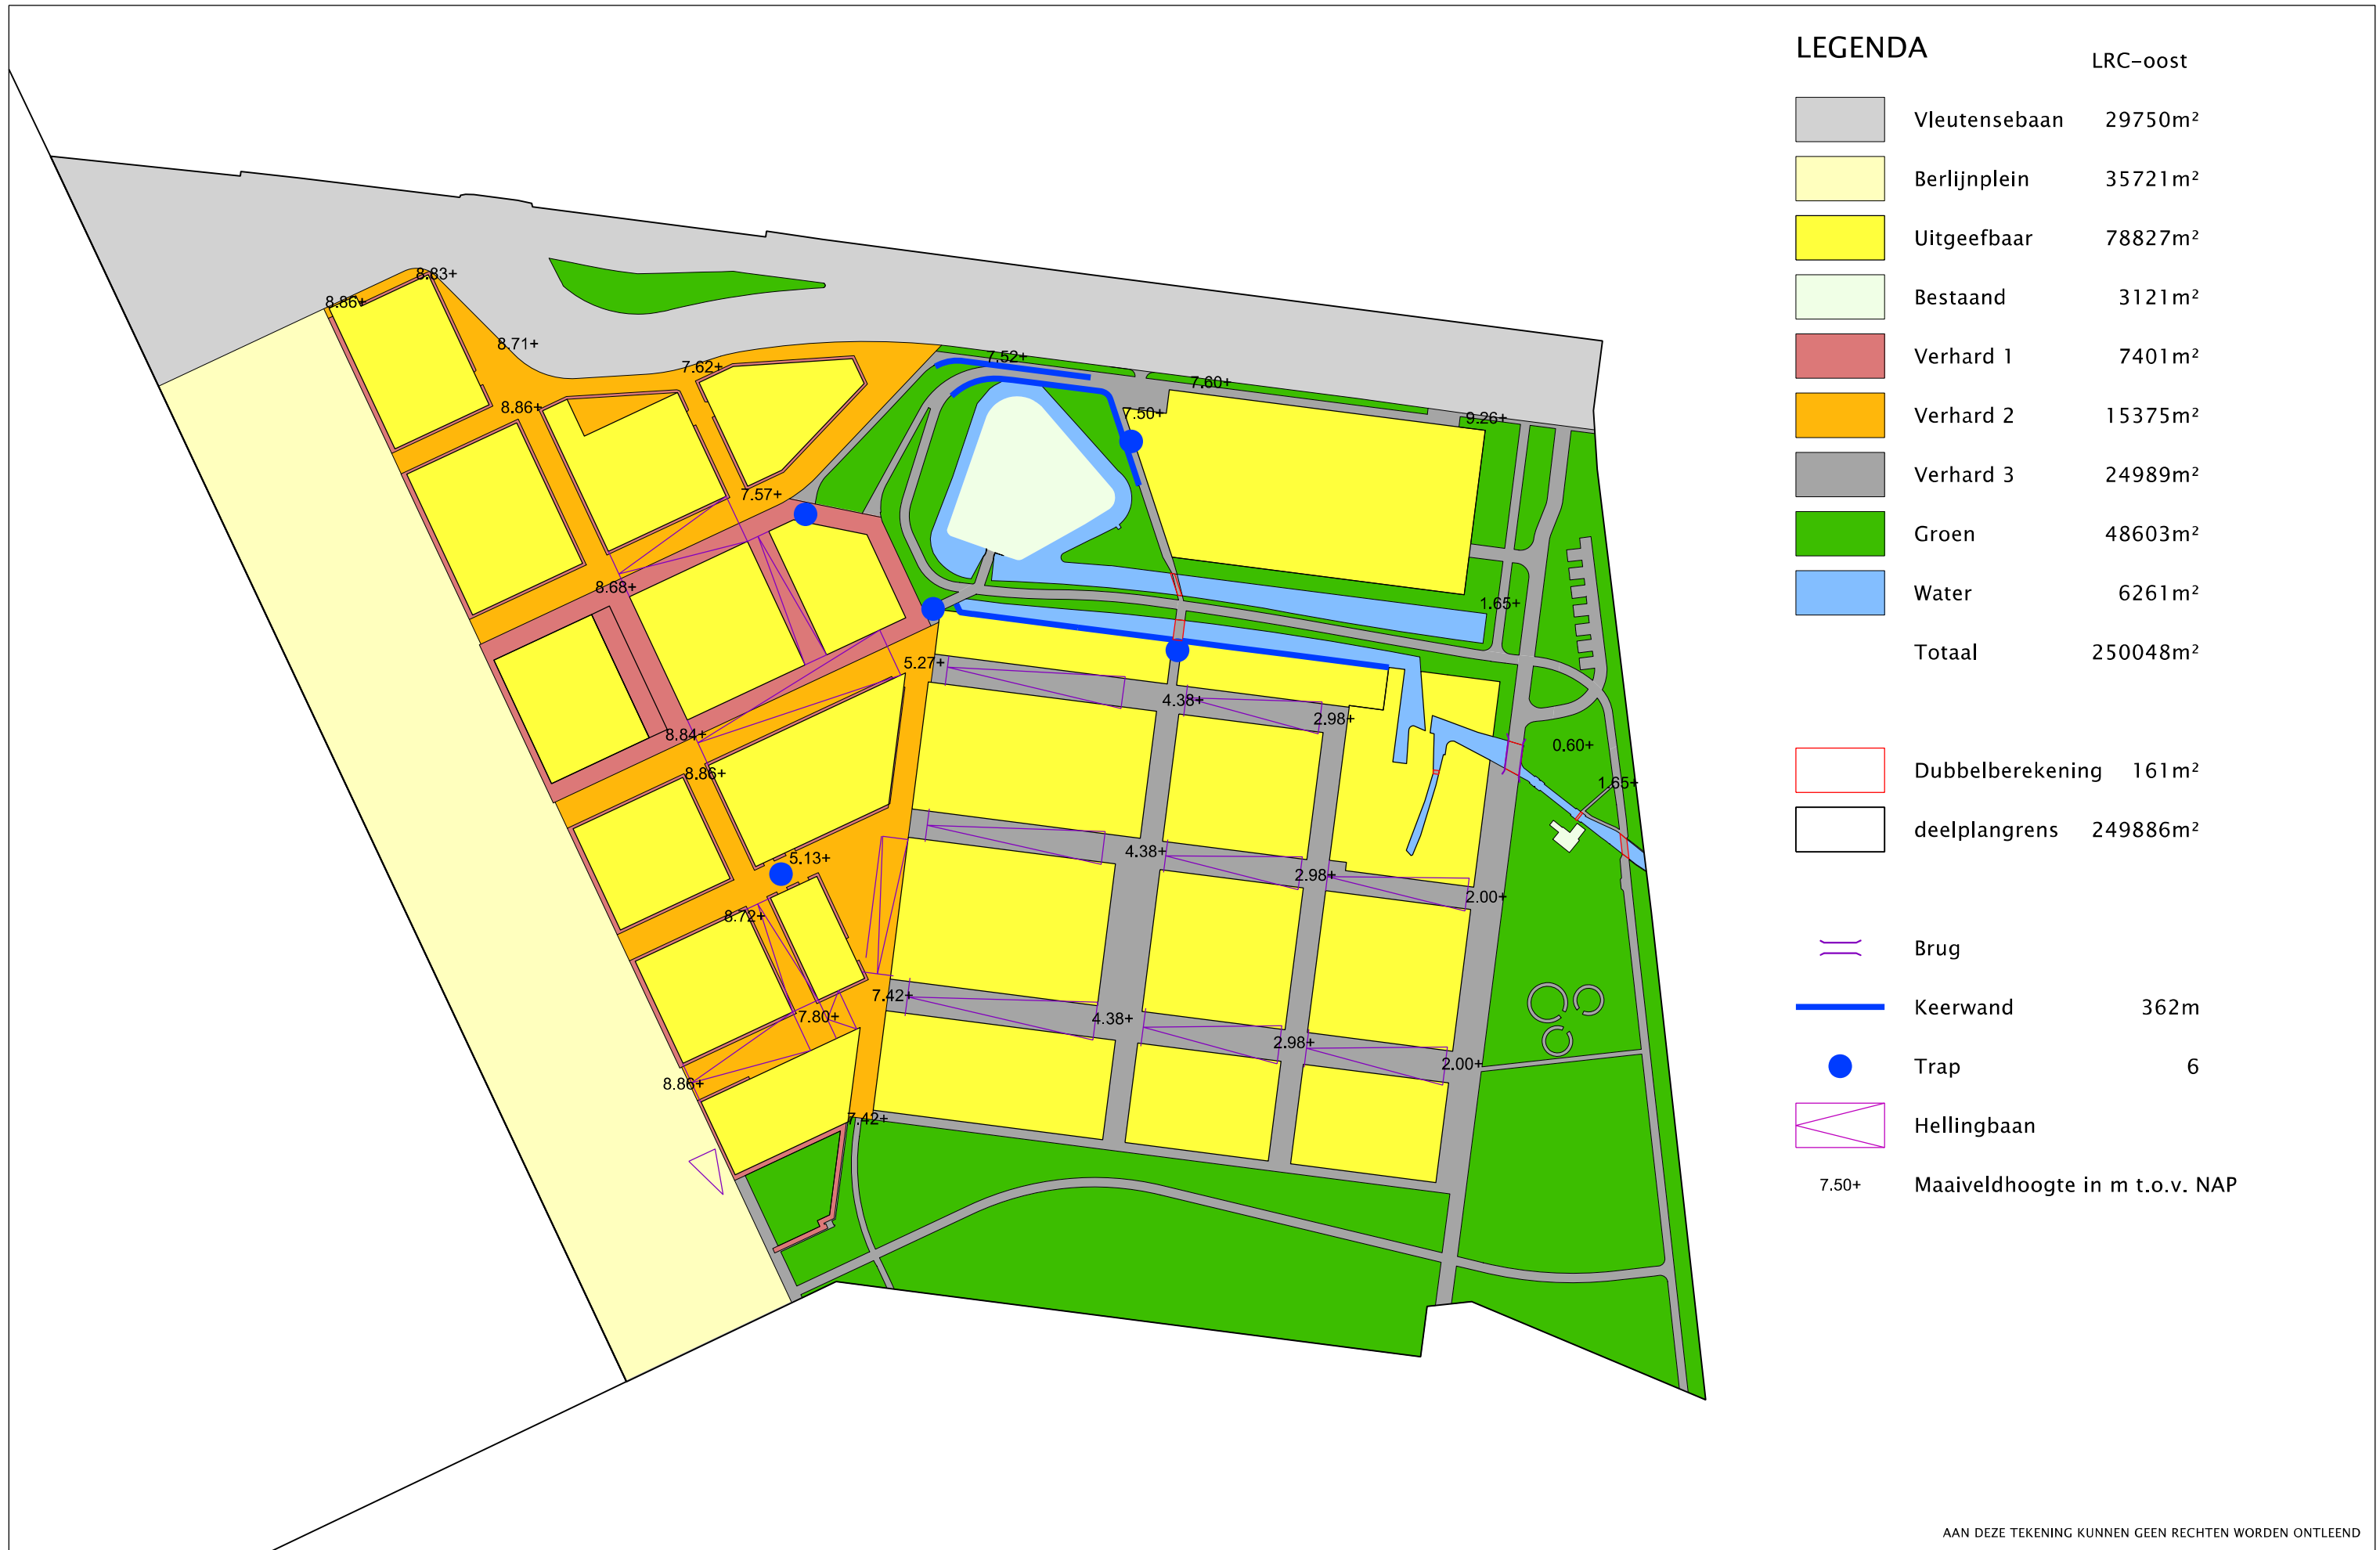 LEGENDA
LRC-oost
Vleutensebaan 29750m²
Berlijnplein 35721m²
Uitgeefbaar 78827m²
Bestaand 3121m²
Verhard 1 7401m²
Verhard 2 15375m²
Verhard 3 24989m²
Groen 48603m²
Water 6261m²
Totaal 250048m²
Dubbelberekening 161m²
deelplangrens 249886m²
Brug
Keerwand 362m
Trap 6
Hellingbaan
7.50+ Maaiveldhoogte in m t.o.v. NAP
8.83+
8.86+
8.71+
7.52+
7.62+
7.60+
8.86+
7.50+
9.26+
7.57+
8.68+
1.65+
5.27+
4.38+
2.98+
8.84+
0.60+
8.86+
1.65+
4.38+
5.13+
2.98+
2.00+
8.72+
7.42+
7.80+
4.38+
2.98+
2.00+
8.86+
7.42+
AAN DEZE TEKENING KUNNEN GEEN RECHTEN WORDEN ONTLEEND